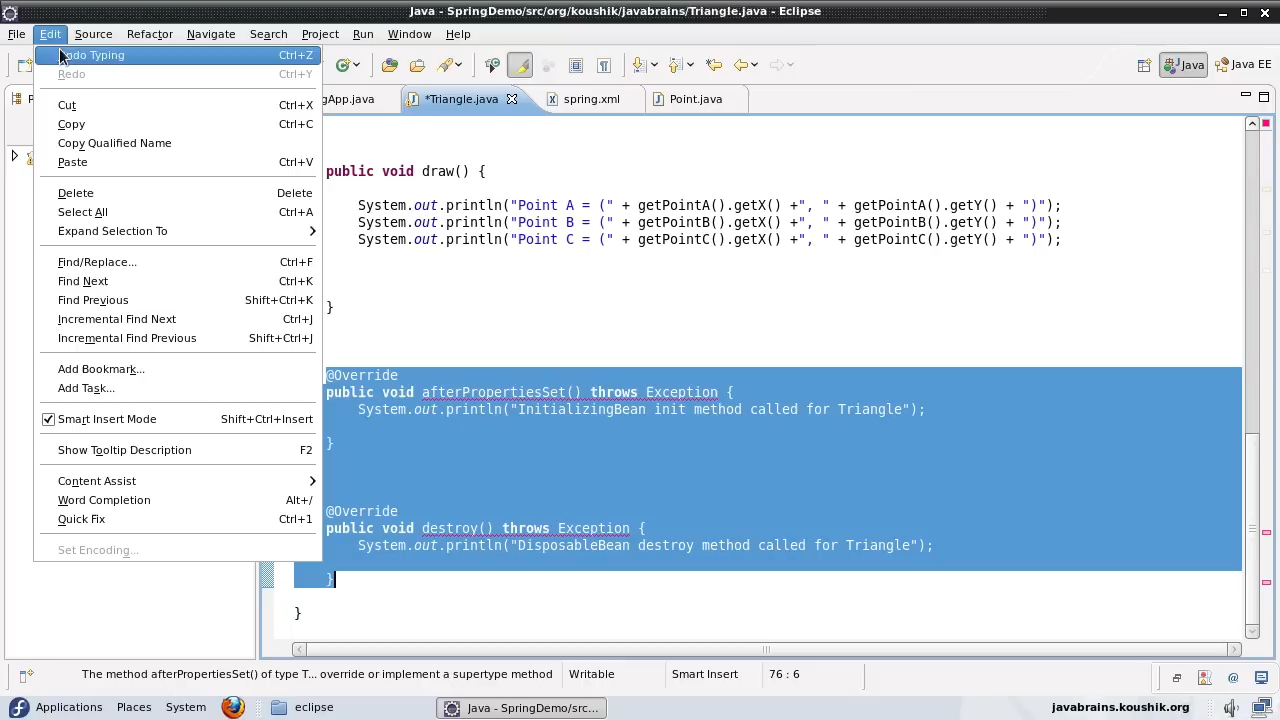 Java - SpringDemo/src/org/koushik/javabrains/Triangle.java - Eclipse
File Edit Source Refactor Navigate Search Project Run Window Help
Java Java EE
gApp.java *Triangle.java spring.xml Point.java
Undo Typing Ctrl+Z
Redo Ctrl+Y
Cut Ctrl+X
Copy Ctrl+C
Copy Qualified Name
Paste Ctrl+V
Delete Delete
Select All Ctrl+A
Expand Selection To
Find/Replace... Ctrl+F
Find Next Ctrl+K
Find Previous Shift+Ctrl+K
Incremental Find Next Ctrl+J
Incremental Find Previous Shift+Ctrl+J
Add Bookmark...
Add Task...
Smart Insert Mode Shift+Ctrl+Insert
Show Tooltip Description F2
Content Assist
Word Completion Alt+/
Quick Fix Ctrl+1
Set Encoding...
public void draw() {
System.out.println("Point A = (" + getPointA().getX() +", " + getPointA().getY() + ")");
System.out.println("Point B = (" + getPointB().getX() +", " + getPointB().getY() + ")");
System.out.println("Point C = (" + getPointC().getX() +", " + getPointC().getY() + ")");
}
@Override
public void afterPropertiesSet() throws Exception {
System.out.println("InitializingBean init method called for Triangle");
}
@Override
public void destroy() throws Exception {
System.out.println("DisposableBean destroy method called for Triangle");
}
}
The method afterPropertiesSet() of type T... override or implement a supertype method Writable Smart Insert 76 : 6
Applications Places System eclipse Java - SpringDemo/src... javabrains.koushik.org